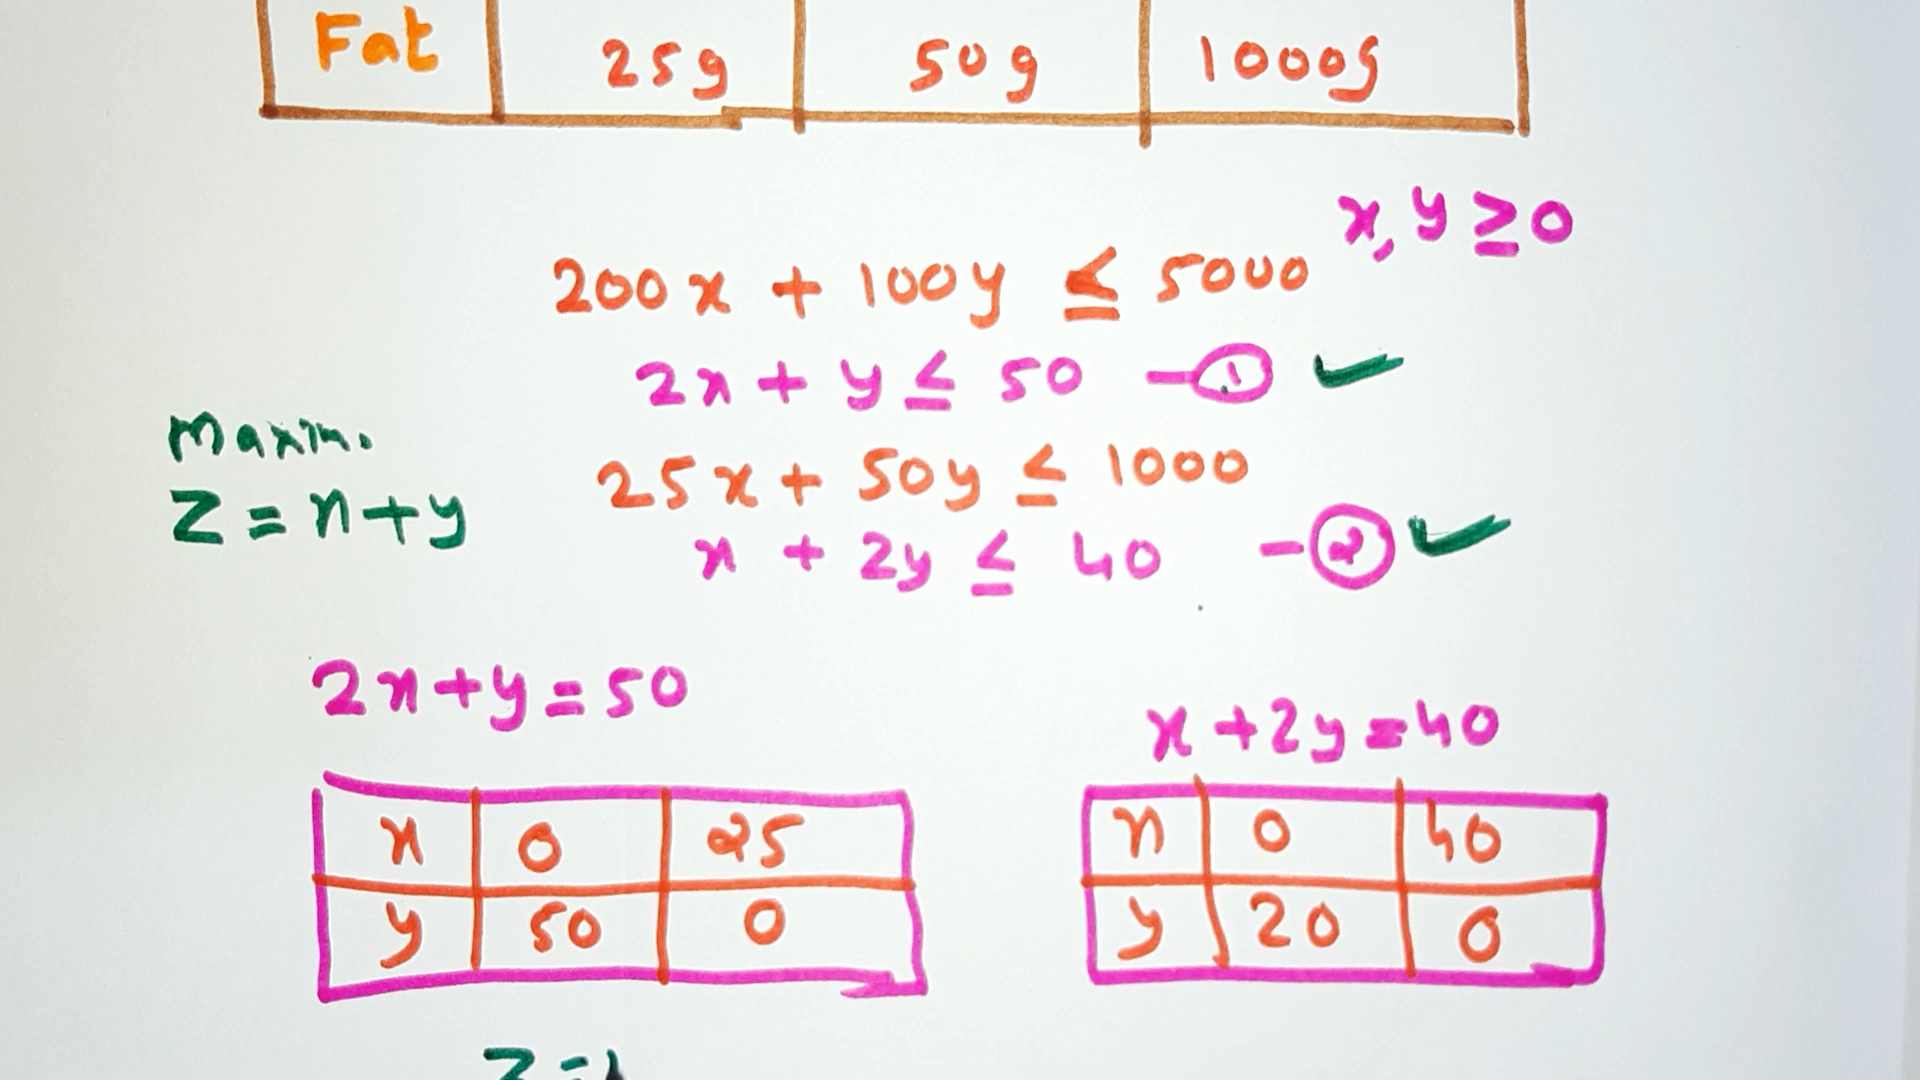 Fat 25g 50g 1000g
x, y ≥ 0
200x + 100y ≤ 5000
2x + y ≤ 50 - ① ✓
Maxim.
25x + 50y ≤ 1000
Z = x + y
x + 2y ≤ 40 - ② ✓
2x + y = 50
x + 2y = 40
x 0 25
y 50 0
x 0 40
y 20 0
Z =